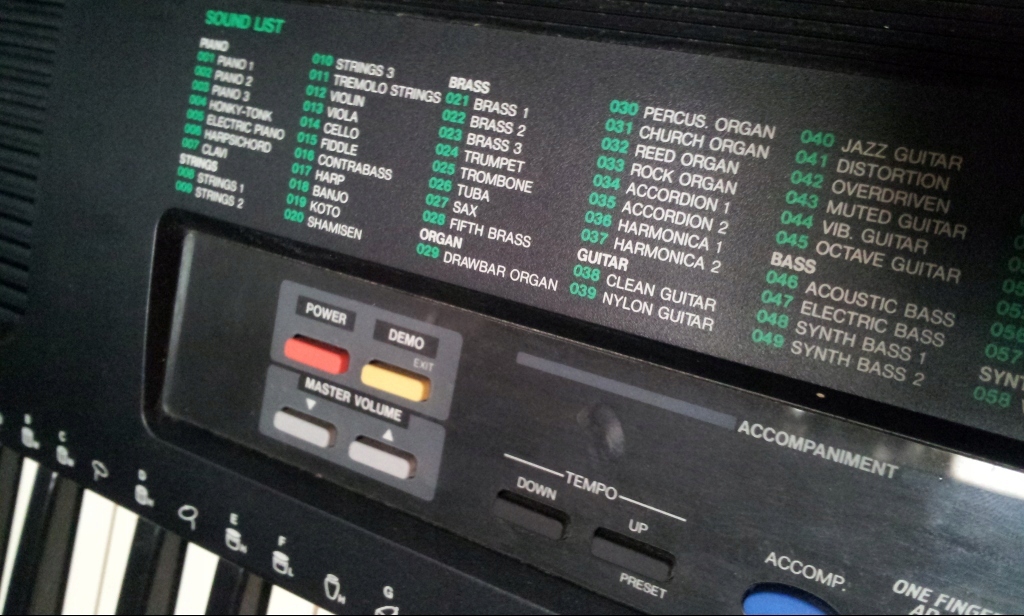 SOUND LIST
PIANO
001 PIANO 1
002 PIANO 2
003 PIANO 3
004 HONKY-TONK
005 ELECTRIC PIANO
006 HARPSICHORD
007 CLAVI
STRINGS
008 STRINGS 1
009 STRINGS 2
010 STRINGS 3
011 TREMOLO STRINGS
012 VIOLIN
013 VIOLA
014 CELLO
015 FIDDLE
016 CONTRABASS
017 HARP
018 BANJO
019 KOTO
020 SHAMISEN
BRASS
021 BRASS 1
022 BRASS 2
023 BRASS 3
024 TRUMPET
025 TROMBONE
026 TUBA
027 SAX
028 FIFTH BRASS
ORGAN
029 DRAWBAR ORGAN
030 PERCUS. ORGAN
031 CHURCH ORGAN
032 REED ORGAN
033 ROCK ORGAN
034 ACCORDION 1
035 ACCORDION 2
036 HARMONICA 1
037 HARMONICA 2
GUITAR
038 CLEAN GUITAR
039 NYLON GUITAR
040 JAZZ GUITAR
041 DISTORTION
042 OVERDRIVEN
043 MUTED GUITAR
044 VIB. GUITAR
045 OCTAVE GUITAR
BASS
046 ACOUSTIC BASS
047 ELECTRIC BASS
048 SYNTH BASS 1
049 SYNTH BASS 2
056
057
058
POWER
DEMO
EXIT
MASTER VOLUME
ACCOMPANIMENT
TEMPO
DOWN
UP
PRESET
ACCOMP.
ONE
C
D
E
F
G